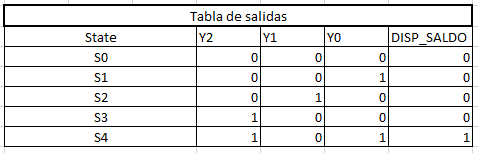 Tabla de salidas
State Y2 Y1 Y0 DISP_SALDO
S0 0 0 0 0
S1 0 0 1 0
S2 0 1 0 0
S3 1 0 0 0
S4 1 0 1 1